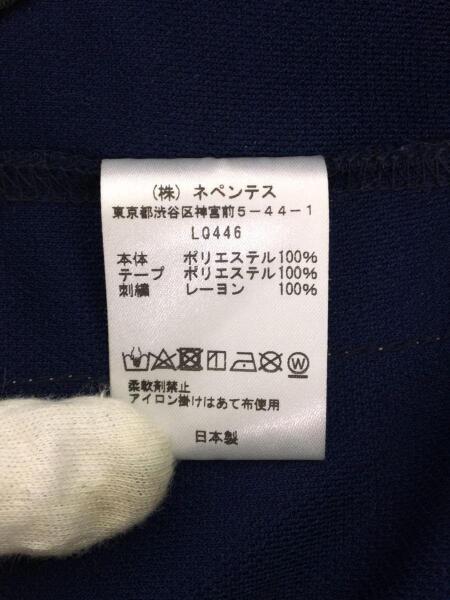 （株）ネペンテス
東京都渋谷区神宮前5-44-1
LQ446
本体 ポリエステル100%
テープ ポリエステル100%
刺繍 レーヨン 100%
W
柔軟剤禁止
アイロン掛けはあて布使用
日本製